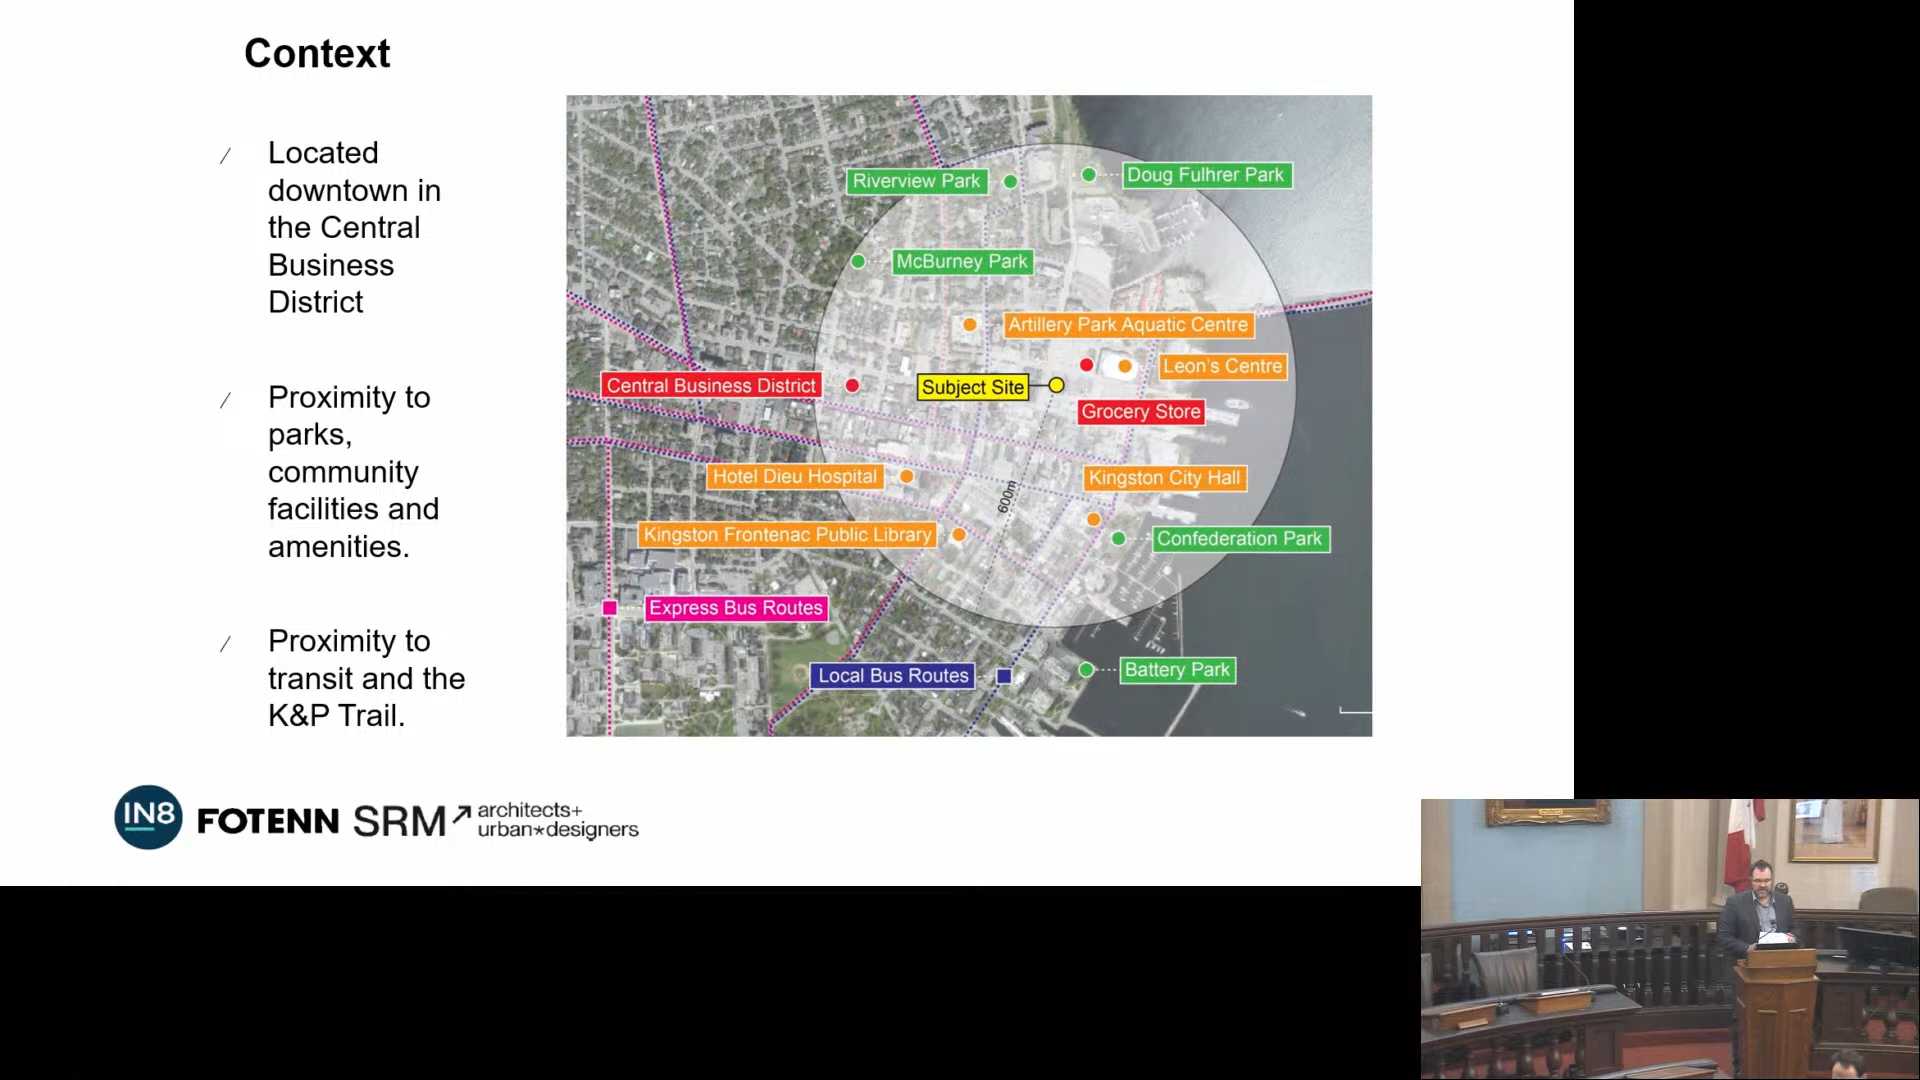 Context
Located
downtown in
the Central
Business
District
Proximity to
parks,
community
facilities and
amenities.
Proximity to
transit and the
K&P Trail.
Riverview Park
Doug Fulhrer Park
McBurney Park
Artillery Park Aquatic Centre
Leon's Centre
Central Business District
Subject Site
Grocery Store
Hotel Dieu Hospital
Kingston City Hall
600m
Kingston Frontenac Public Library
Confederation Park
Express Bus Routes
Local Bus Routes
Battery Park
IN8
FOTENN
SRM
architects+
urban*designers